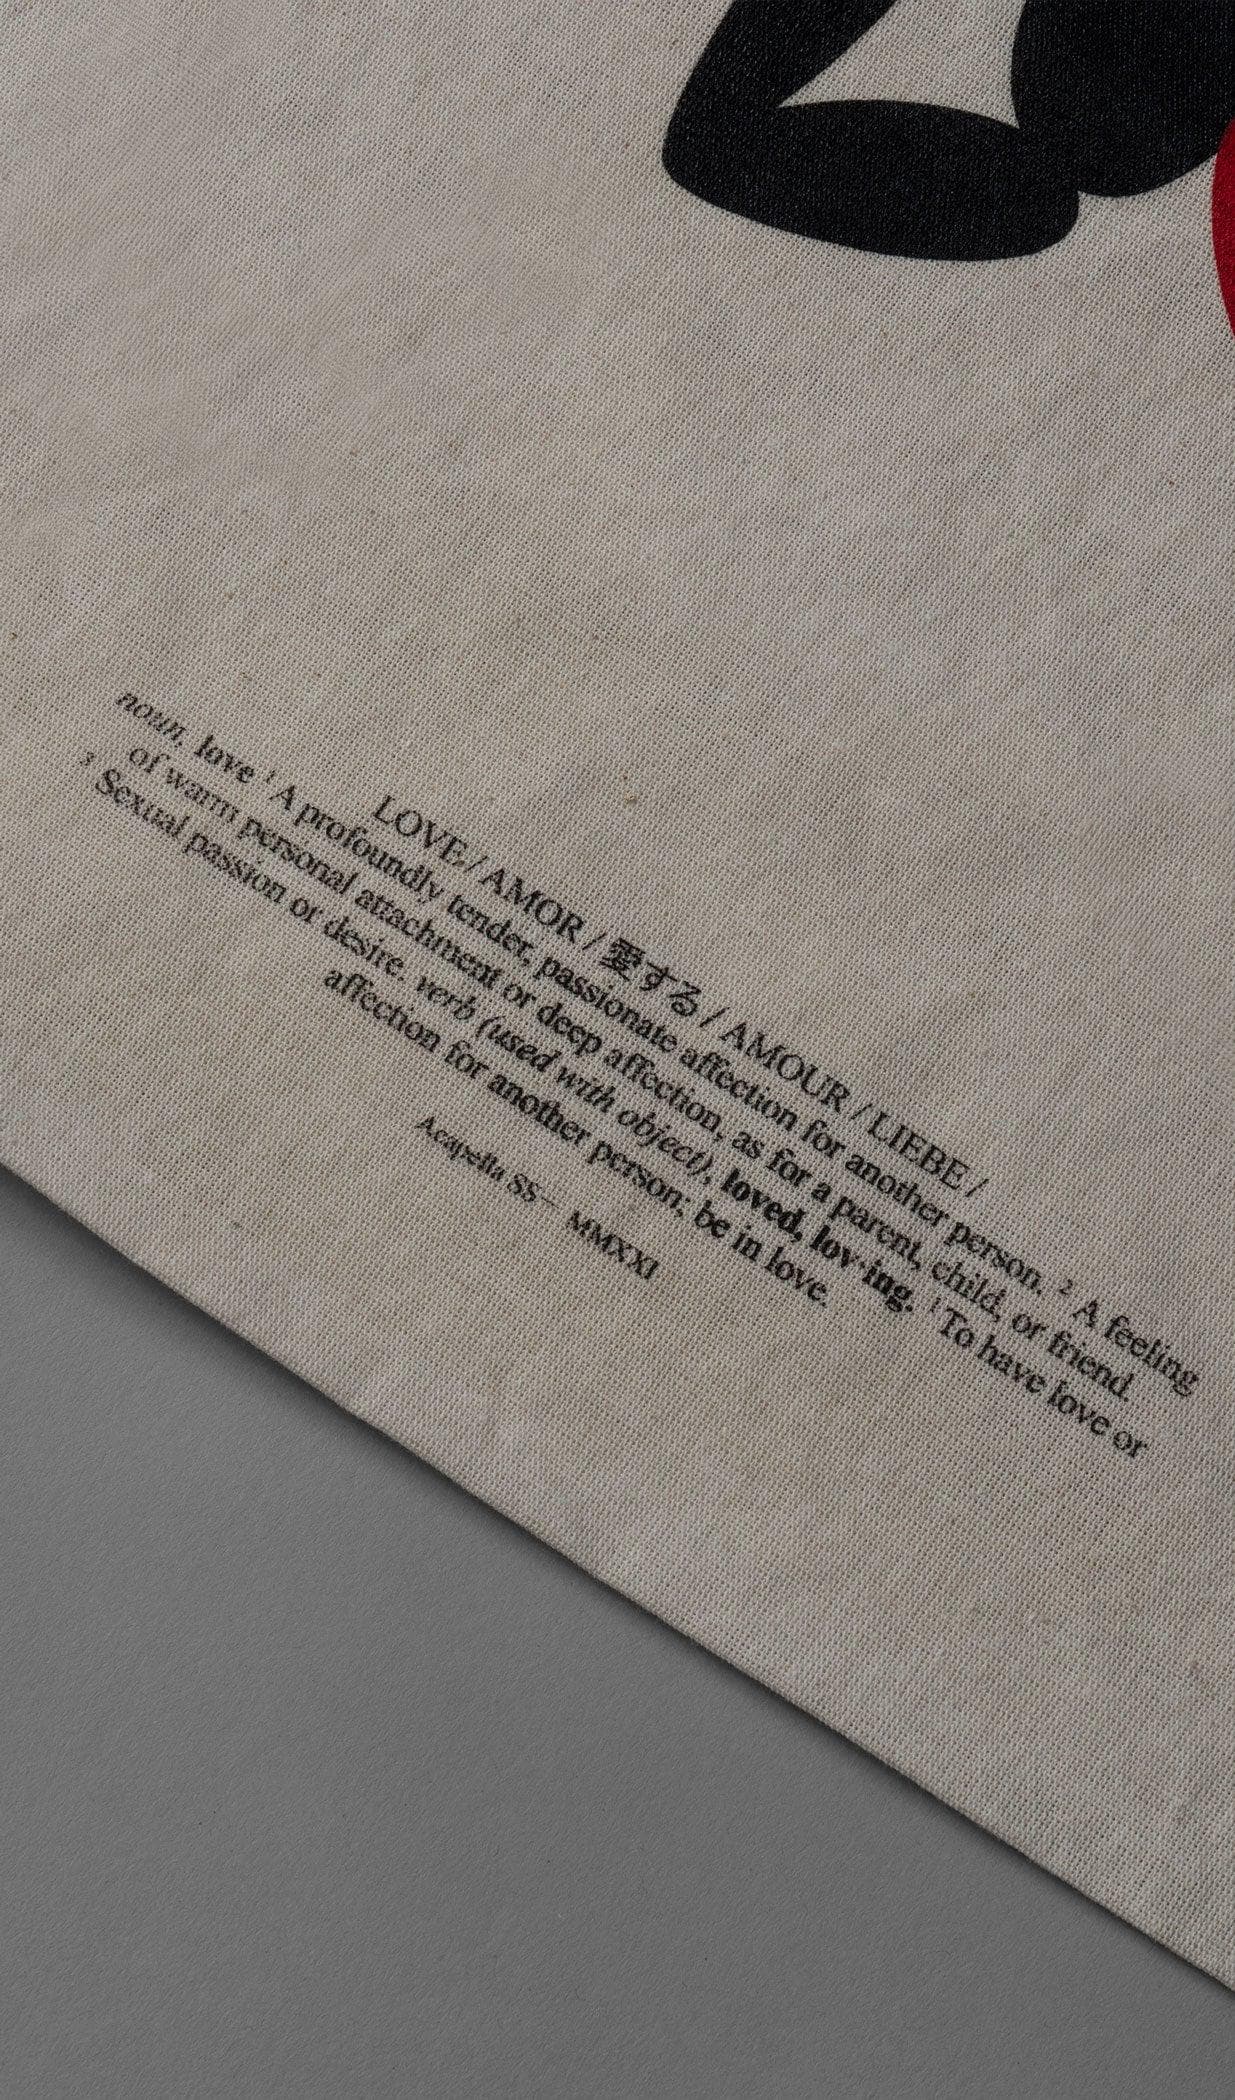 LOVE / AMOR / 愛する / AMOUR / LIEBE /
noun, love ¹ A profoundly tender, passionate affection for another person. ² A feeling
of warm personal attachment or deep affection, as for a parent, child, or friend.
³ Sexual passion or desire. verb (used with object), loved, lov·ing. ¹ To have love or
affection for another person; be in love.
Acapella SS— MMXXI